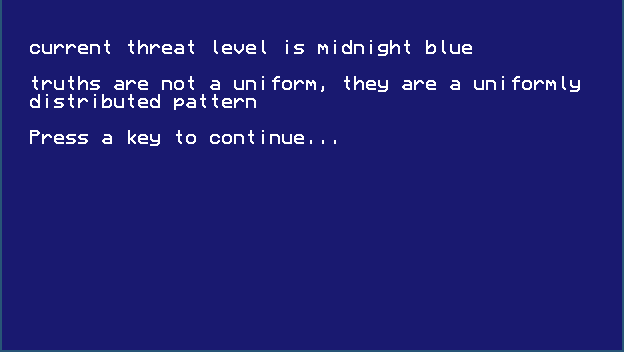 current threat level is midnight blue
truths are not a uniform, they are a uniformly
distributed pattern
Press a key to continue...